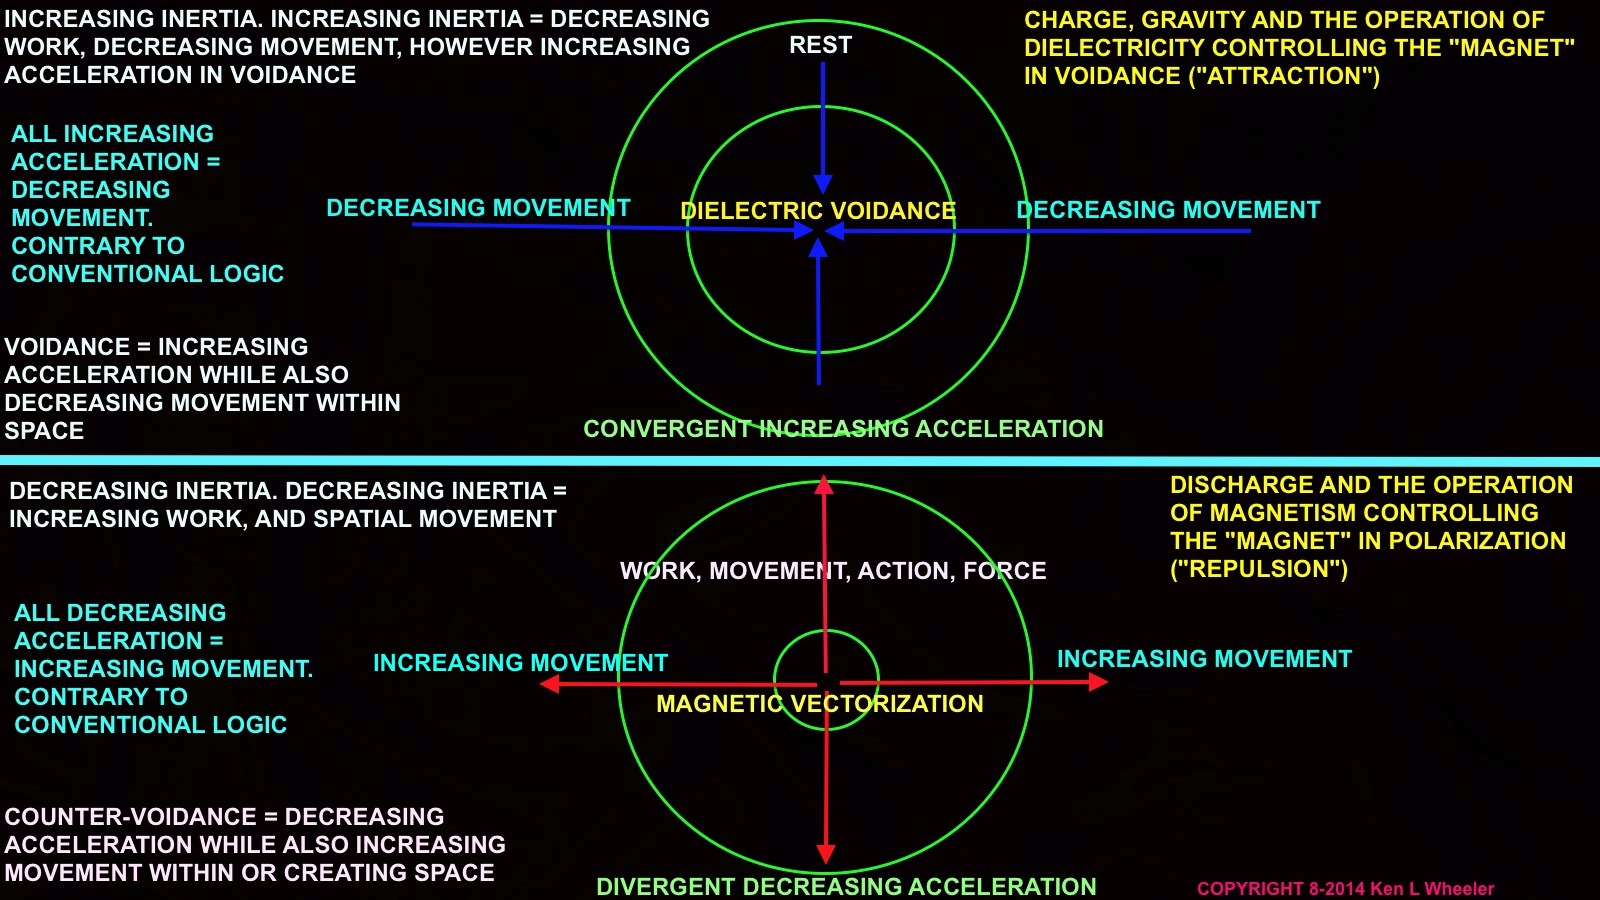 INCREASING INERTIA. INCREASING INERTIA = DECREASING
WORK, DECREASING MOVEMENT, HOWEVER INCREASING
ACCELERATION IN VOIDANCE
REST
CHARGE, GRAVITY AND THE OPERATION OF
DIELECTRICITY CONTROLLING THE "MAGNET"
IN VOIDANCE ("ATTRACTION")
ALL INCREASING
ACCELERATION =
DECREASING
MOVEMENT.
CONTRARY TO
CONVENTIONAL LOGIC
DECREASING MOVEMENT
DIELECTRIC VOIDANCE
DECREASING MOVEMENT
VOIDANCE = INCREASING
ACCELERATION WHILE ALSO
DECREASING MOVEMENT WITHIN
SPACE
CONVERGENT INCREASING ACCELERATION
DECREASING INERTIA. DECREASING INERTIA =
INCREASING WORK, AND SPATIAL MOVEMENT
DISCHARGE AND THE OPERATION
OF MAGNETISM CONTROLLING
THE "MAGNET" IN POLARIZATION
("REPULSION")
WORK, MOVEMENT, ACTION, FORCE
ALL DECREASING
ACCELERATION =
INCREASING MOVEMENT.
CONTRARY TO
CONVENTIONAL LOGIC
INCREASING MOVEMENT
MAGNETIC VECTORIZATION
INCREASING MOVEMENT
COUNTER-VOIDANCE = DECREASING
ACCELERATION WHILE ALSO INCREASING
MOVEMENT WITHIN OR CREATING SPACE
DIVERGENT DECREASING ACCELERATION
COPYRIGHT 8-2014 Ken L Wheeler